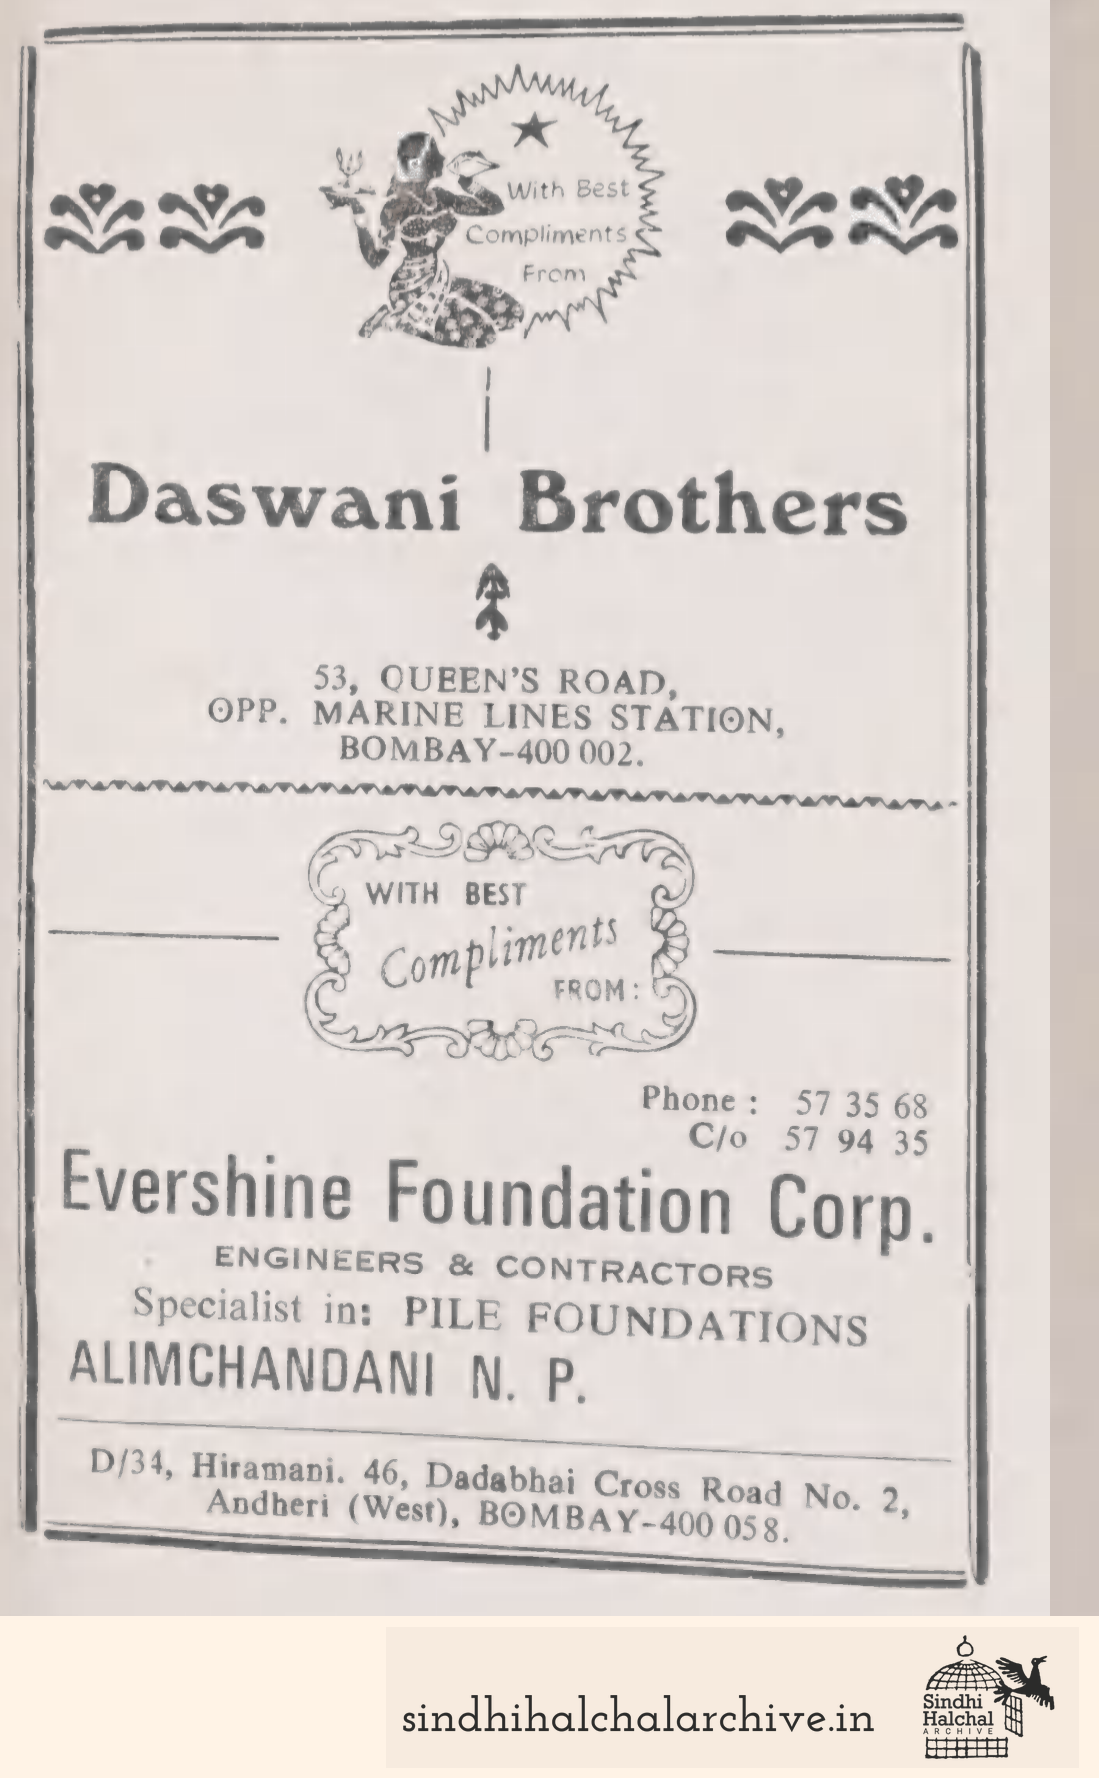 With Best
Compliments
From
Daswani Brothers
53, QUEEN'S ROAD,
OPP. MARINE LINES STATION,
BOMBAY-400 002.
WITH BEST
Compliments
FROM:
Phone : 57 35 68
C/o 57 94 35
Evershine Foundation Corp.
ENGINEERS & CONTRACTORS
Specialist in: PILE FOUNDATIONS
ALIMCHANDANI N. P.
D/34, Hiramani. 46, Dadabhai Cross Road No. 2,
Andheri (West), BOMBAY-400 058.
sindhihalchalarchive.in
Sindhi
Halchal
ARCHIVE